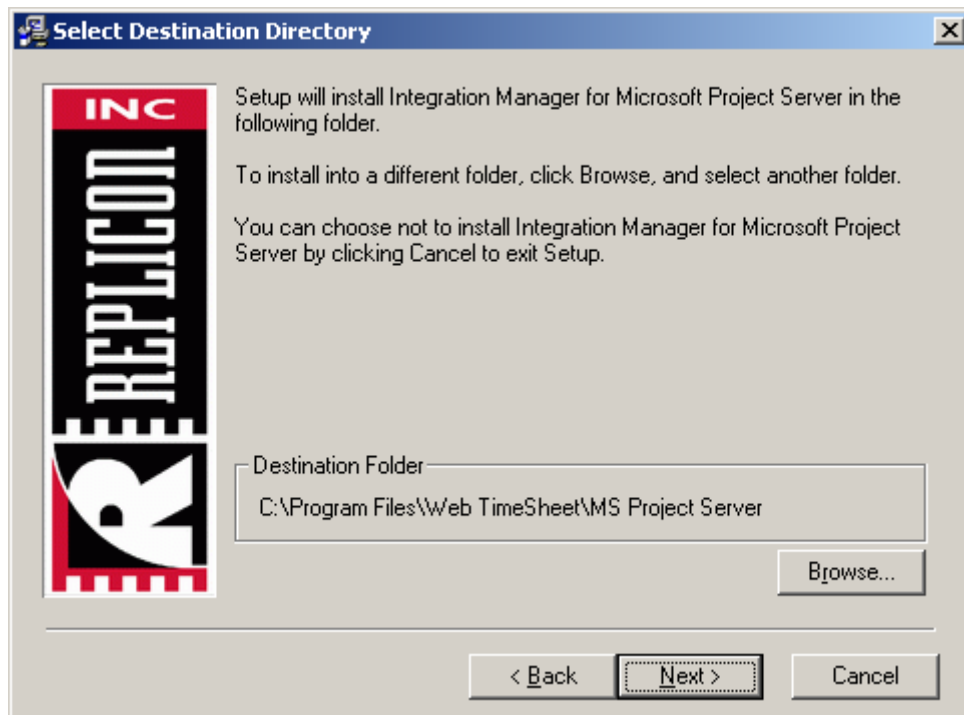 Select Destination Directory
INC
REPLICON
R
Setup will install Integration Manager for Microsoft Project Server in the
following folder.
To install into a different folder, click Browse, and select another folder.
You can choose not to install Integration Manager for Microsoft Project
Server by clicking Cancel to exit Setup.
Destination Folder
C:\Program Files\Web TimeSheet\MS Project Server
Browse...
< Back
Next >
Cancel